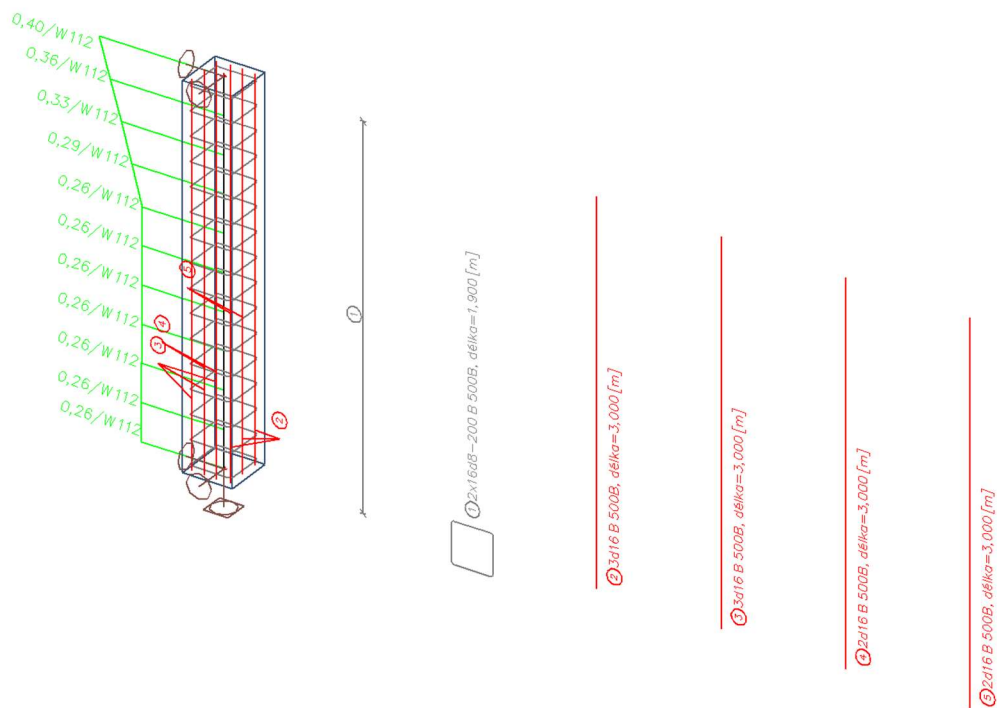 0,40/W112
0,36/W112
0,33/W112
0,29/W112
0,26/W112
0,26/W112
0,26/W112
0,26/W112
0,26/W112
0,26/W112
0,26/W112
5
4
3
2
1
1 2x16d8-200 B 500B, délka=1,900 [m]
2 3d16 B 500B, délka=3,000 [m]
3 3d16 B 500B, délka=3,000 [m]
4 2d16 B 500B, délka=3,000 [m]
5 2d16 B 500B, délka=3,000 [m]